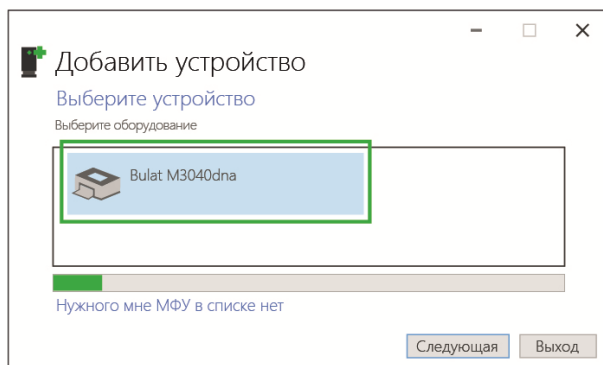 Добавить устройство
Выберите устройство
Выберите оборудование
Bulat M3040dna
Нужного мне МФУ в списке нет
Следующая
Выход